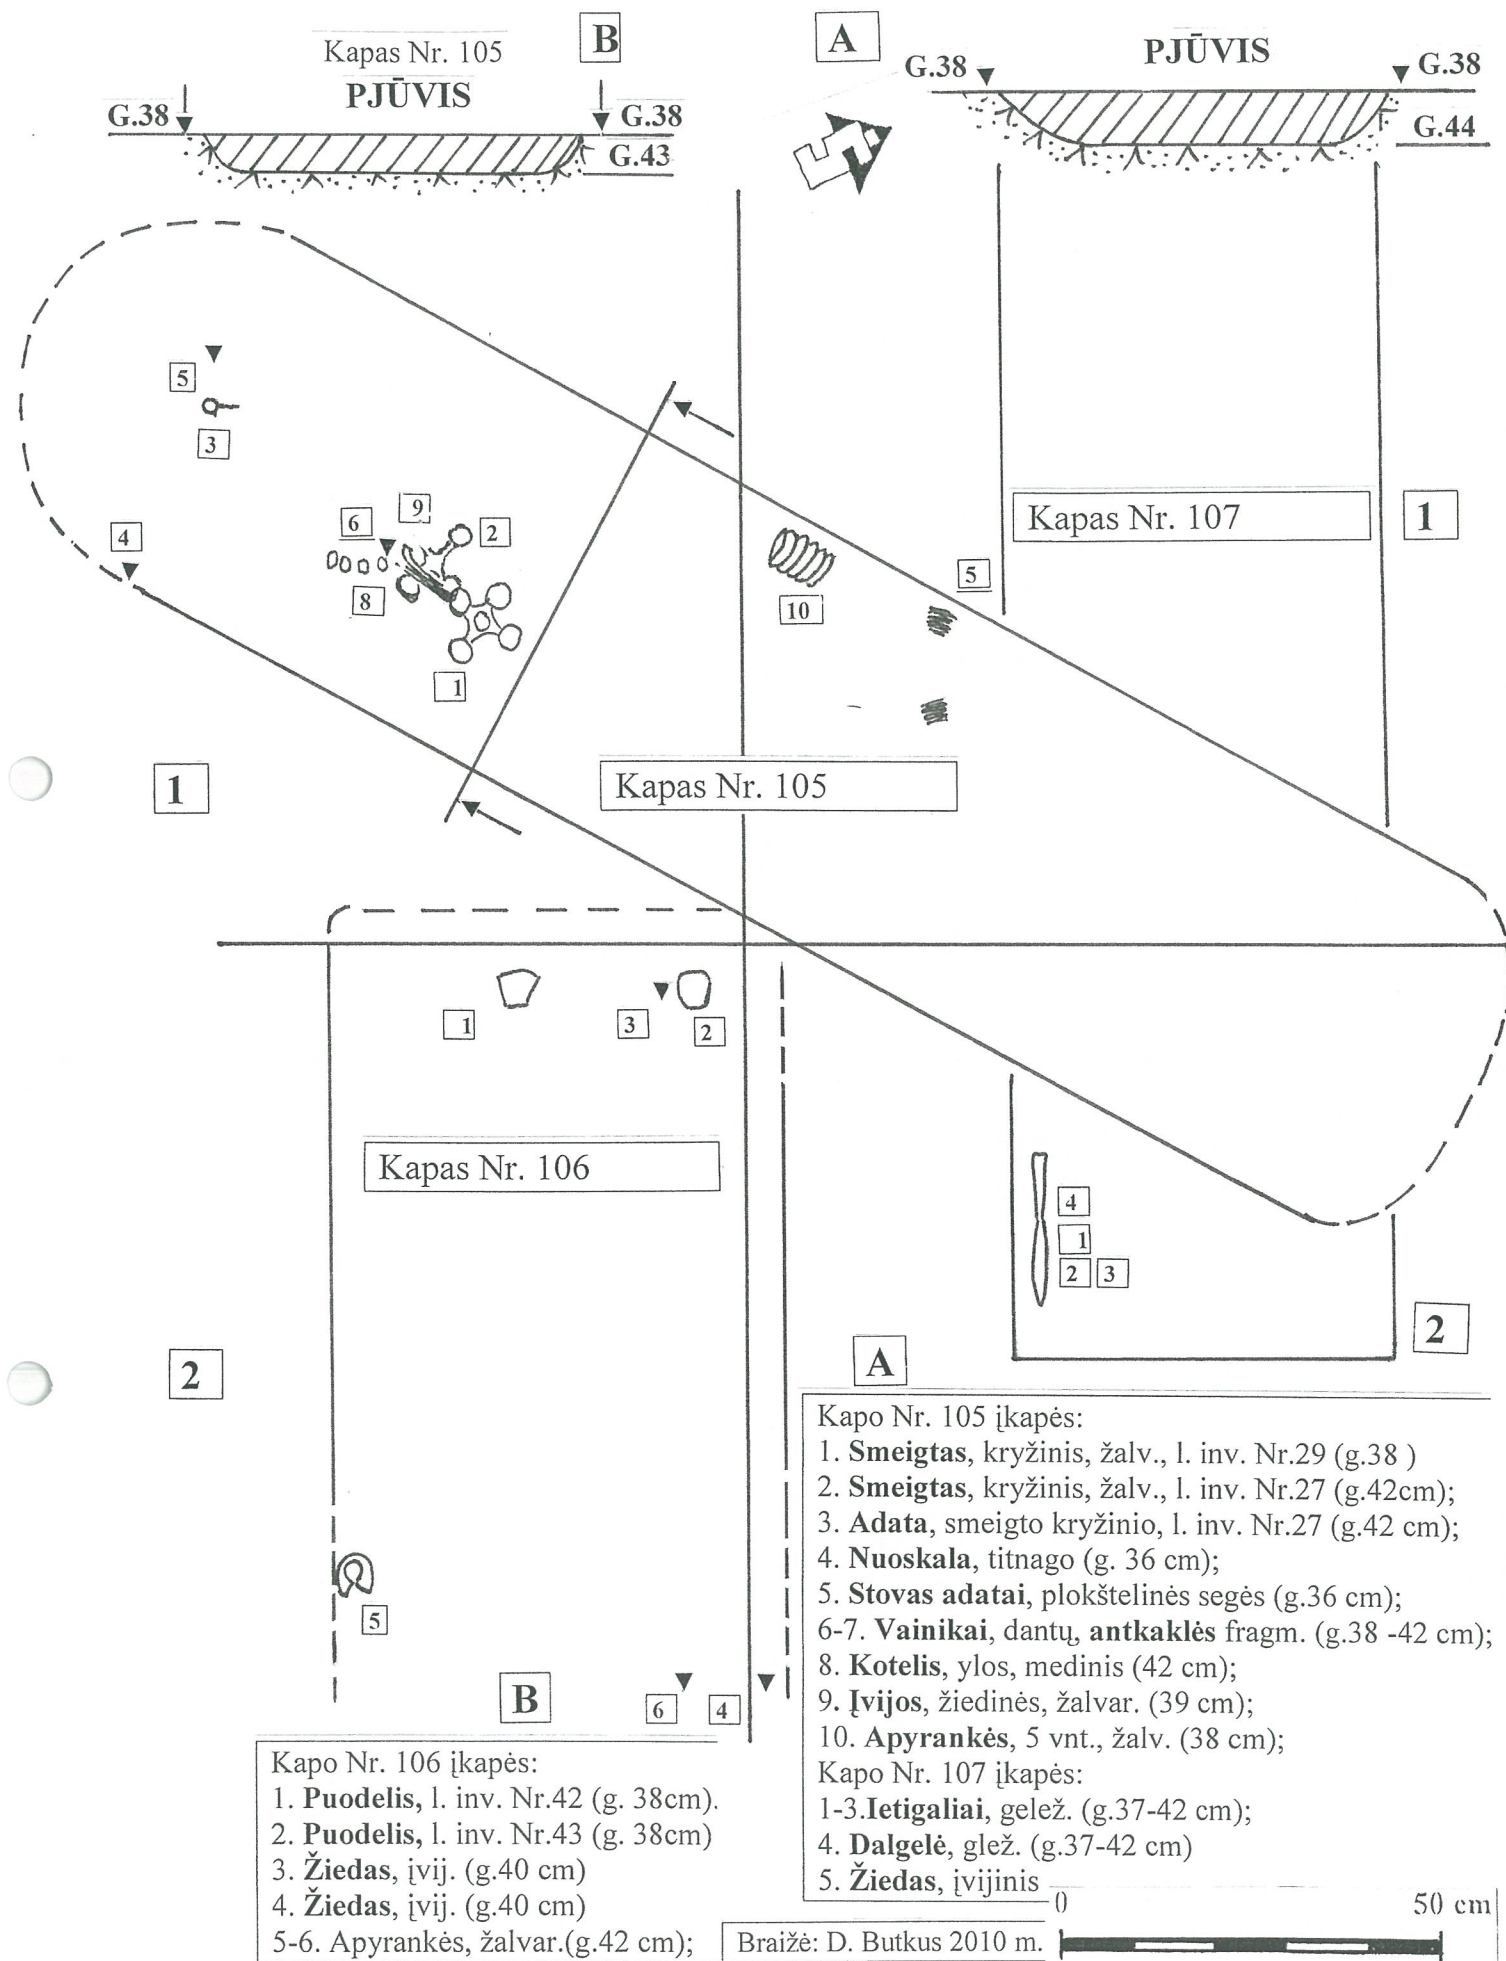 Kapas Nr. 105
B
A
PJŪVIS
PJŪVIS
G.38
G.38
G.38
G.38
G.43
G.44
5
3
4
6
9
2
8
1
10
5
Kapas Nr. 107
1
Kapas Nr. 105
1
1
3
2
Kapas Nr. 106
4
1
2
3
2
2
A
5
B
6
4
Kapo Nr. 105 įkapės:
1. Smeigtas, kryžinis, žalv., l. inv. Nr.29 (g.38 )
2. Smeigtas, kryžinis, žalv., l. inv. Nr.27 (g.42cm);
3. Adata, smeigto kryžinio, l. inv. Nr.27 (g.42 cm);
4. Nuoskala, titnago (g. 36 cm);
5. Stovas adatai, plokštelinės segės (g.36 cm);
6-7. Vainikai, dantų, antkaklės fragm. (g.38 -42 cm);
8. Kotelis, ylos, medinis (42 cm);
9. Įvijos, žiedinės, žalvar. (39 cm);
10. Apyrankės, 5 vnt., žalv. (38 cm);
Kapo Nr. 107 įkapės:
1-3.Ietigaliai, gelež. (g.37-42 cm);
4. Dalgelė, glež. (g.37-42 cm)
5. Žiedas, įvijinis
Kapo Nr. 106 įkapės:
1. Puodelis, l. inv. Nr.42 (g. 38cm).
2. Puodelis, l. inv. Nr.43 (g. 38cm)
3. Žiedas, įvij. (g.40 cm)
4. Žiedas, įvij. (g.40 cm)
5-6. Apyrankės, žalvar.(g.42 cm);
Braižė: D. Butkus 2010 m.
0
50 cm